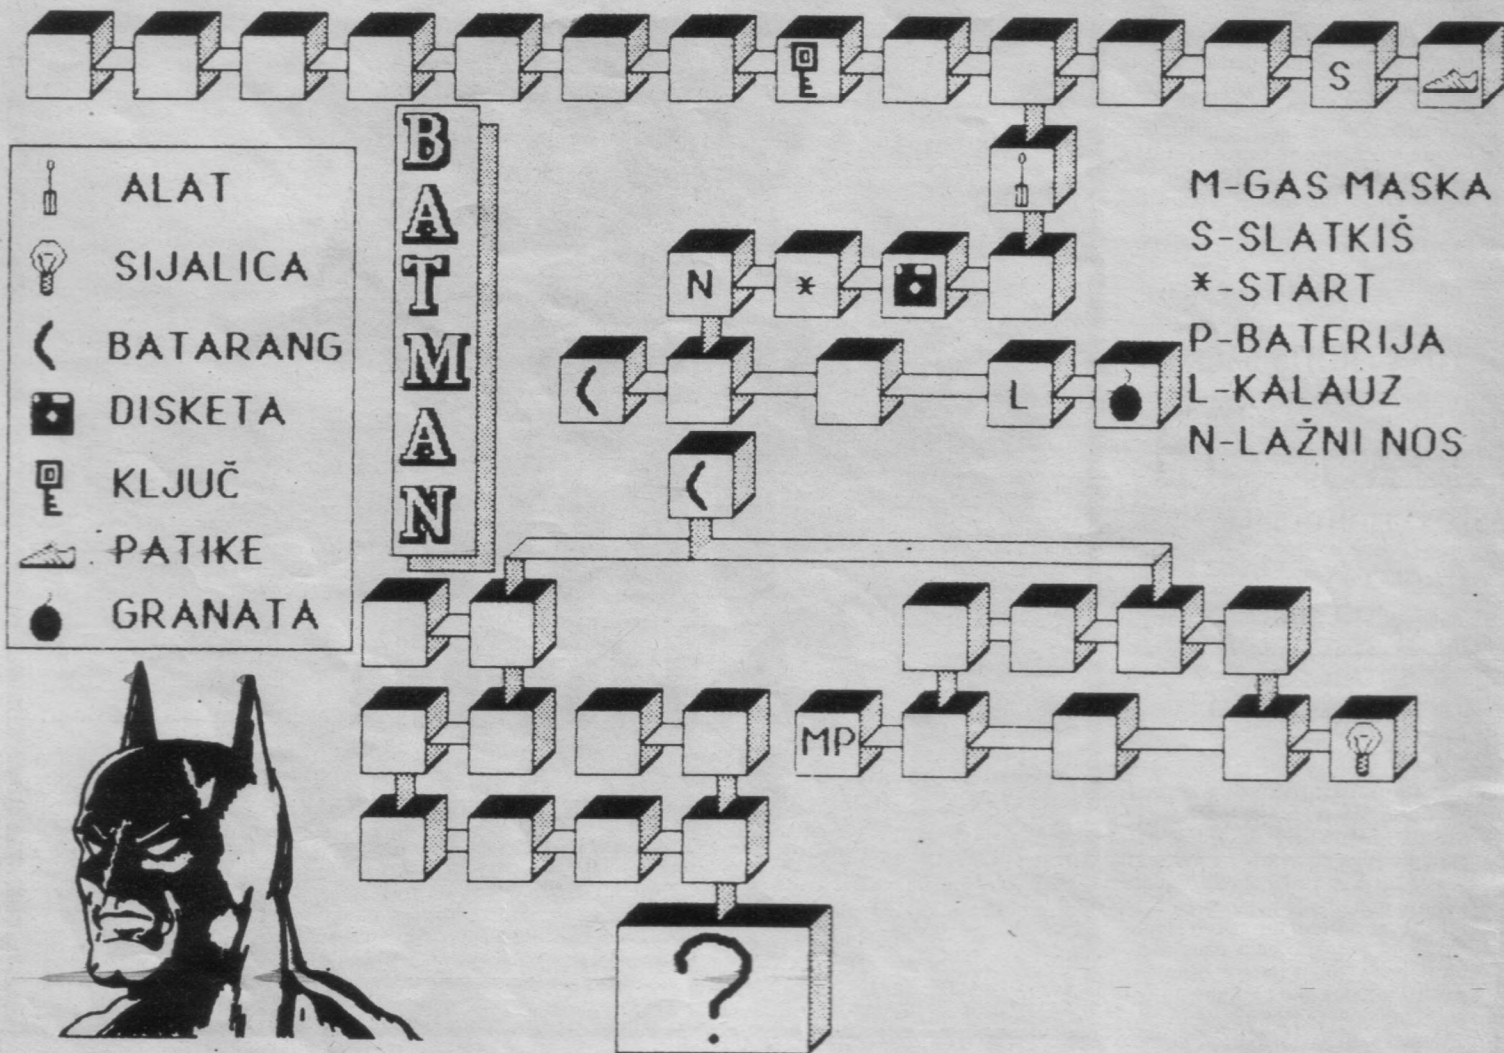 S
BATMAN
ALAT
SIJALICA
BATARANG
DISKETA
KLJUČ
PATIKE
GRANATA
M-GAS MASKA
S-SLATKIŠ
*-START
P-BATERIJA
L-KALAUZ
N-LAŽNI NOS
N *
L
MP
?